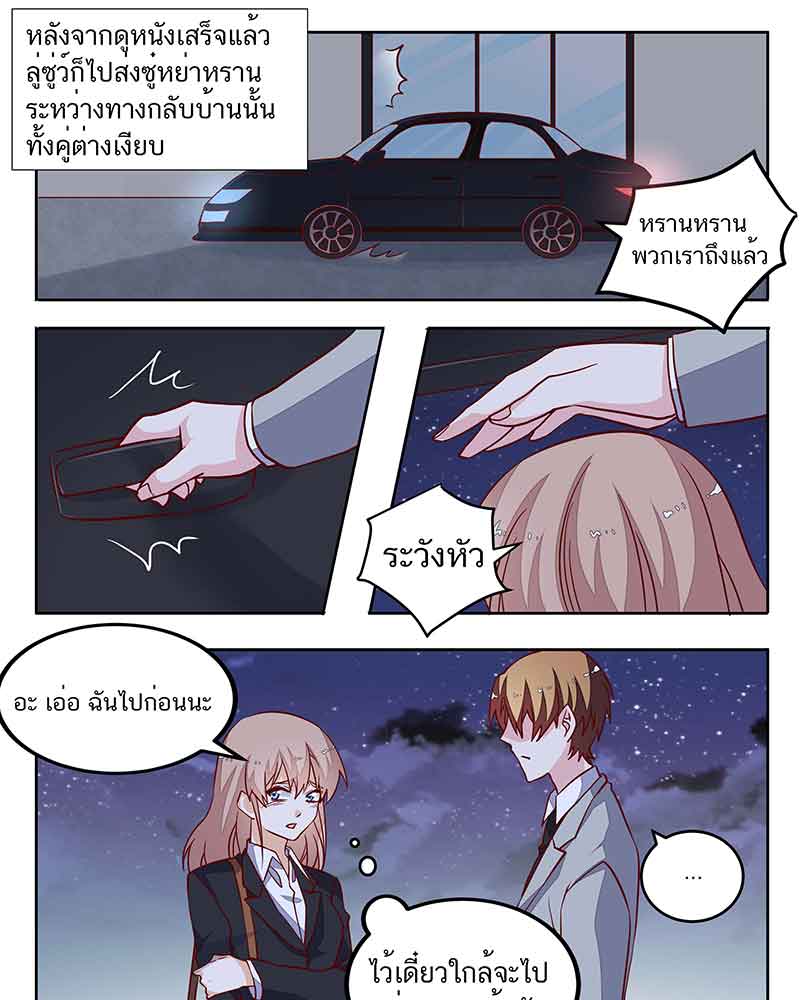 หลังจากดูหนังเสร็จแล้ว
ลู่ซู่ว์ก็ไปส่งซู๋หย่าหราน
ระหว่างทางกลับบ้านนั้น
ทั้งคู่ต่างเงียบ
หรานหราน
พวกเราถึงแล้ว
ระวังหัว
อะ เอ่อ ฉันไปก่อนนะ
...
ไว้เดี๋ยวใกล้จะไป